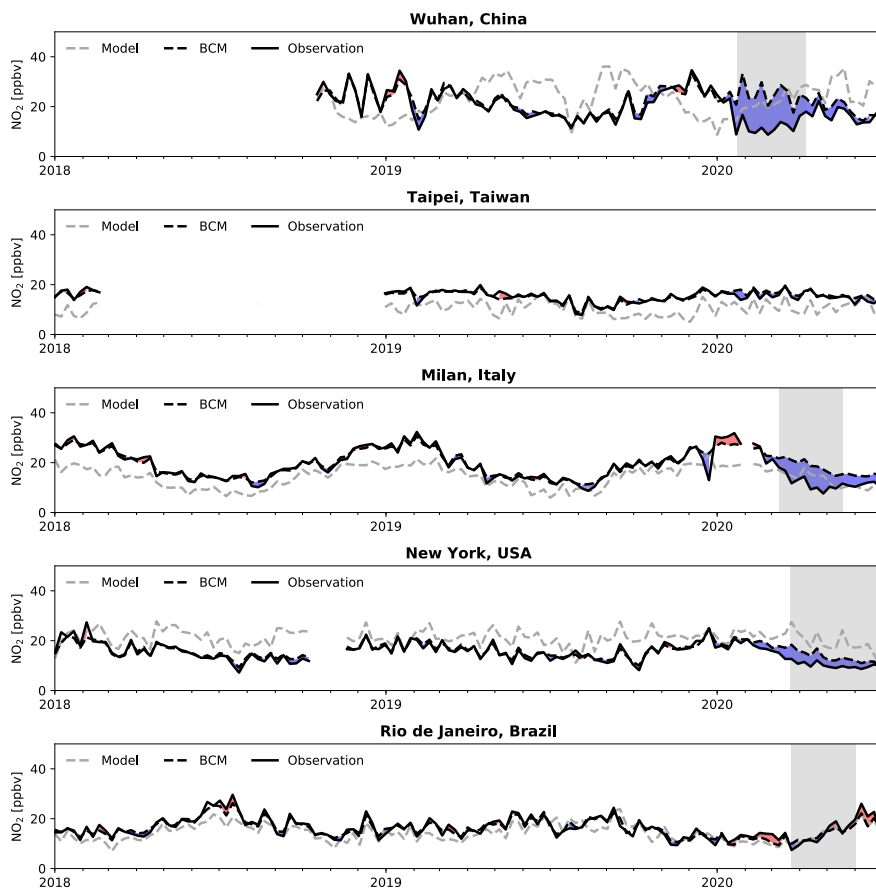 Wuhan, China
NO₂ [ppbv]
40
20
0
Model BCM Observation
2018 2019 2020
Taipei, Taiwan
NO₂ [ppbv]
40
20
0
Model BCM Observation
2018 2019 2020
Milan, Italy
NO₂ [ppbv]
40
20
0
Model BCM Observation
2018 2019 2020
New York, USA
NO₂ [ppbv]
40
20
0
Model BCM Observation
2018 2019 2020
Rio de Janeiro, Brazil
NO₂ [ppbv]
40
20
0
Model BCM Observation
2018 2019 2020